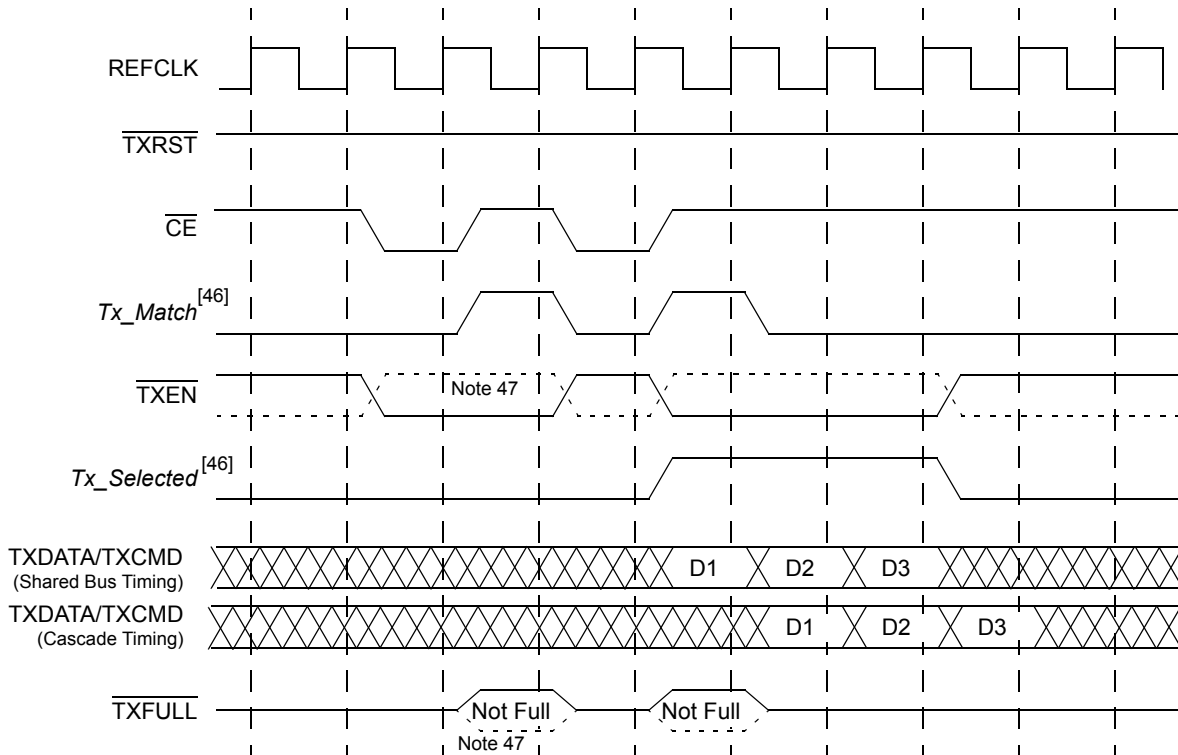 REFCLK
TXRST
CE
Tx_Match[46]
TXEN
Note 47
Tx_Selected[46]
TXDATA/TXCMD
(Shared Bus Timing)
D1 D2 D3
TXDATA/TXCMD
(Cascade Timing)
D1 D2 D3
TXFULL
Not Full Not Full
Note 47